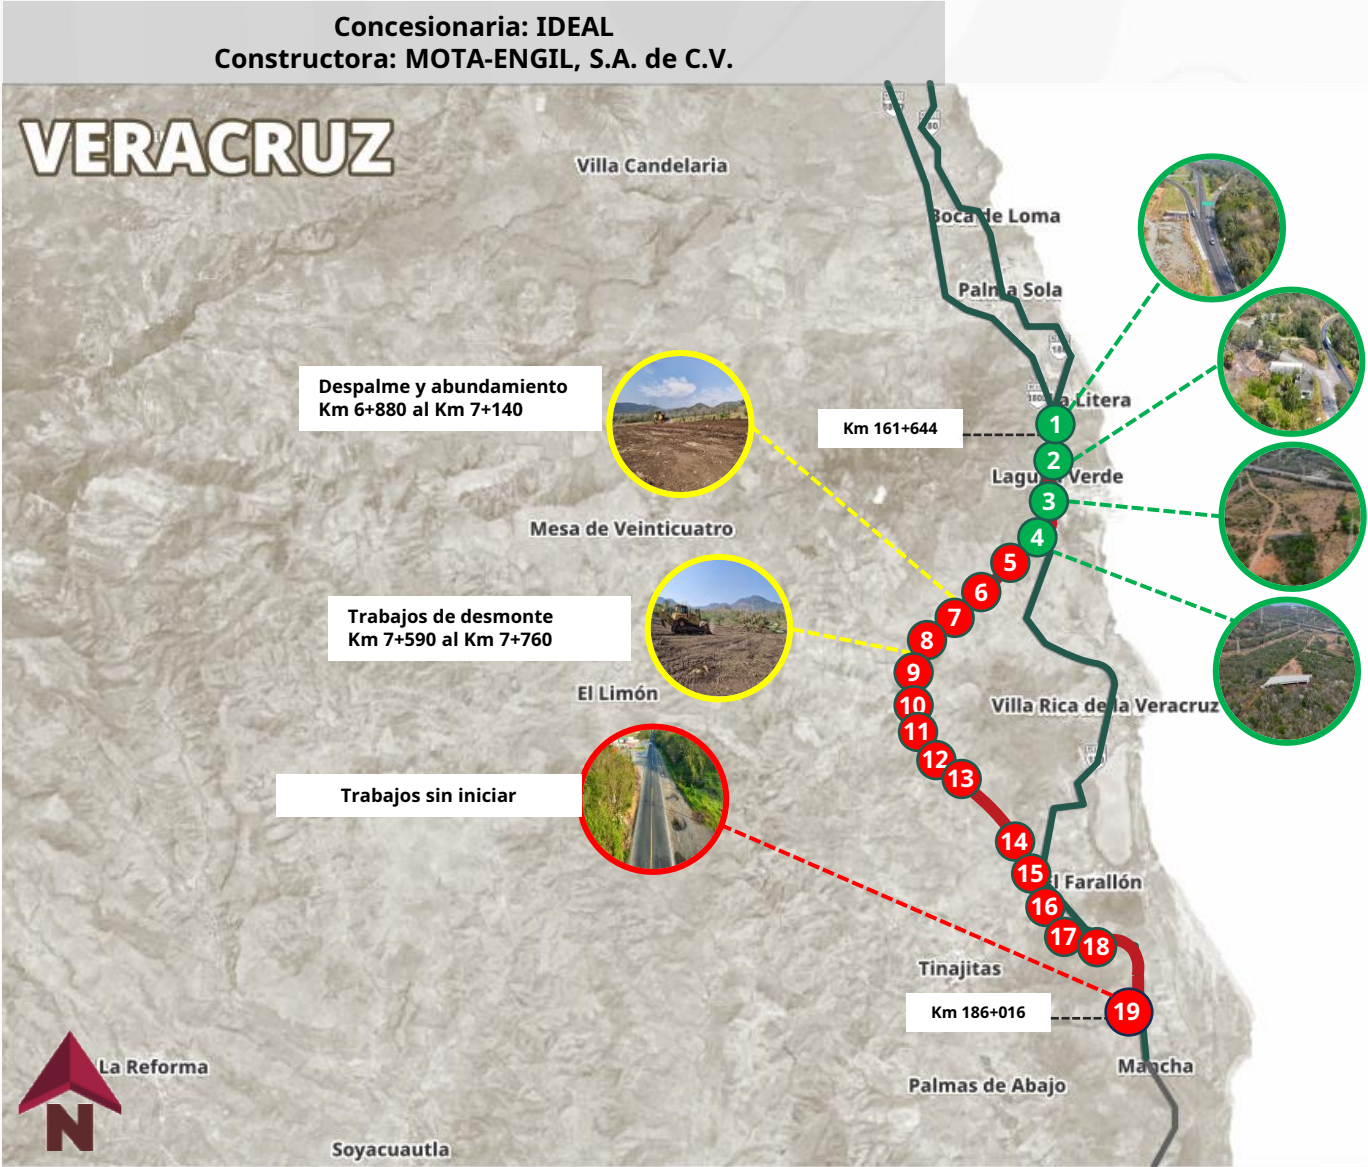 Concesionaria: IDEAL
Constructora: MOTA-ENGIL, S.A. de C.V.
VERACRUZ
Villa Candelaria
Boca de Loma
Palma Sola
Despalme y abundamiento
Km 6+880 al Km 7+140
La Litera
Km 161+644
1
2
Laguna Verde
3
Mesa de Veinticuatro
4
5
6
Trabajos de desmonte
Km 7+590 al Km 7+760
7
8
9
El Limón
10
Villa Rica de la Veracruz
11
12
13
Trabajos sin iniciar
14
15
El Farallón
16
17
18
Tinajitas
Km 186+016
19
La Reforma
Mancha
Palmas de Abajo
N
Soyacuautla